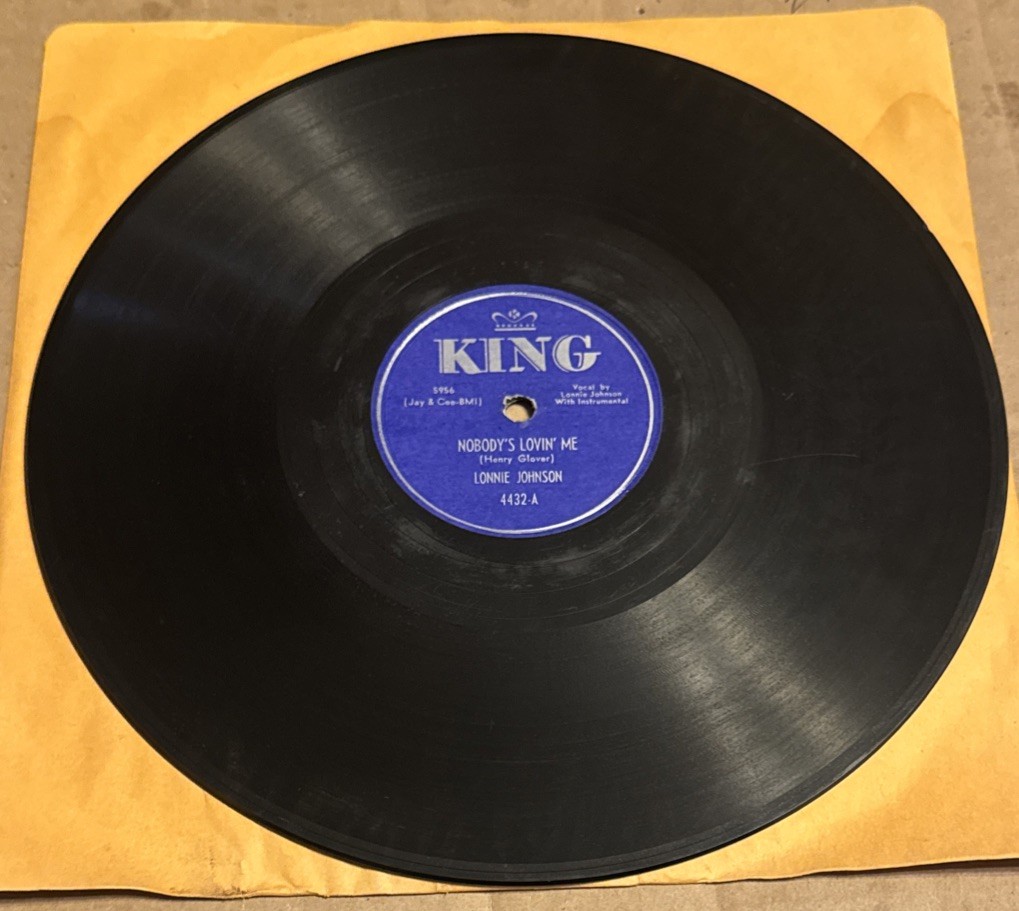 KING
5956
(Jay & Cee-BMI)
Vocal by
Lonnie Johnson
With Instrumental
NOBODY'S LOVIN' ME
(Henry Glover)
LONNIE JOHNSON
4432-A